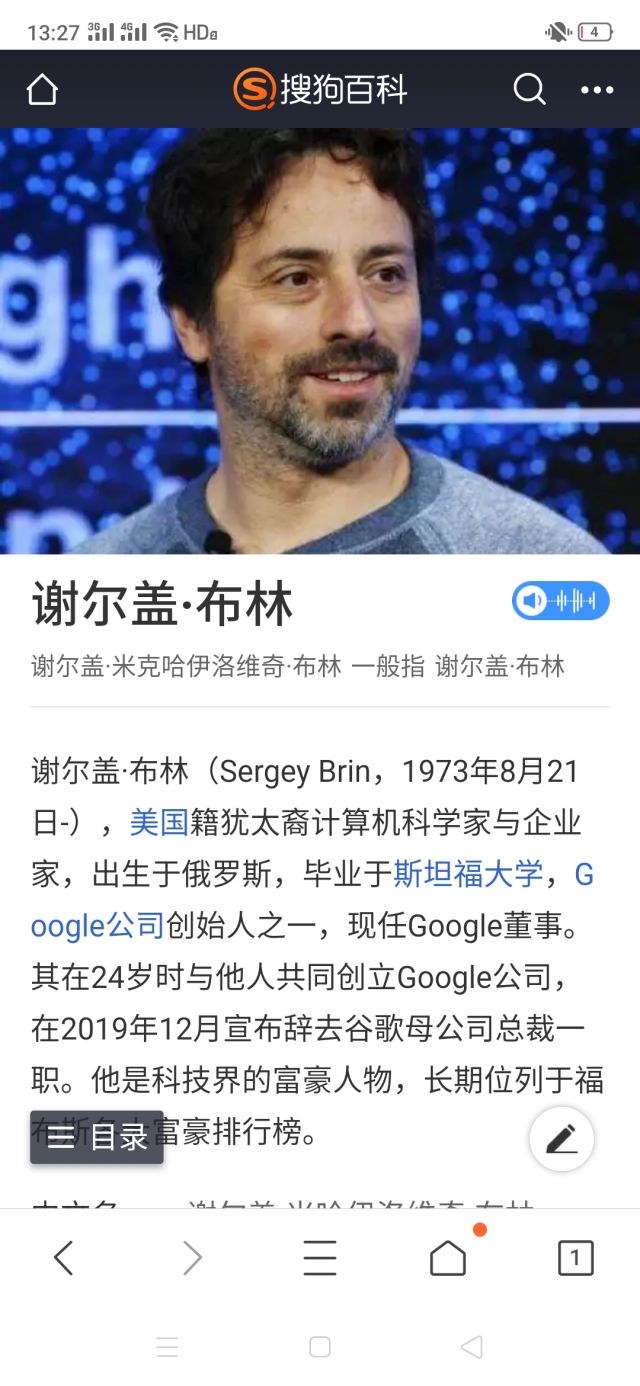 13:27 3G 4G HD 4
搜狗百科
gh
谢尔盖·布林
谢尔盖·米克哈伊洛维奇·布林 一般指 谢尔盖·布林
谢尔盖·布林（Sergey Brin，1973年8月21
日-），美国籍犹太裔计算机科学家与企业
家，出生于俄罗斯，毕业于斯坦福大学，G
oogle公司创始人之一，现任Google董事。
其在24岁时与他人共同创立Google公司，
在2019年12月宣布辞去谷歌母公司总裁一
职。他是科技界的富豪人物，长期位列于福
布斯 富豪排行榜。
目录
1